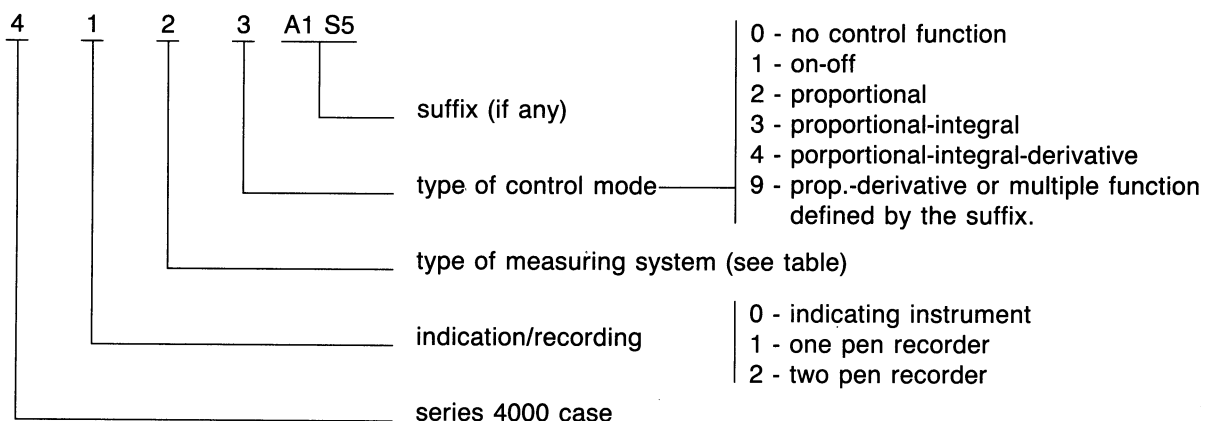 4 1 2 3 A1 S5
suffix (if any)
type of control mode
0 - no control function
1 - on-off
2 - proportional
3 - proportional-integral
4 - porportional-integral-derivative
9 - prop.-derivative or multiple function
defined by the suffix.
type of measuring system (see table)
indication/recording
0 - indicating instrument
1 - one pen recorder
2 - two pen recorder
series 4000 case